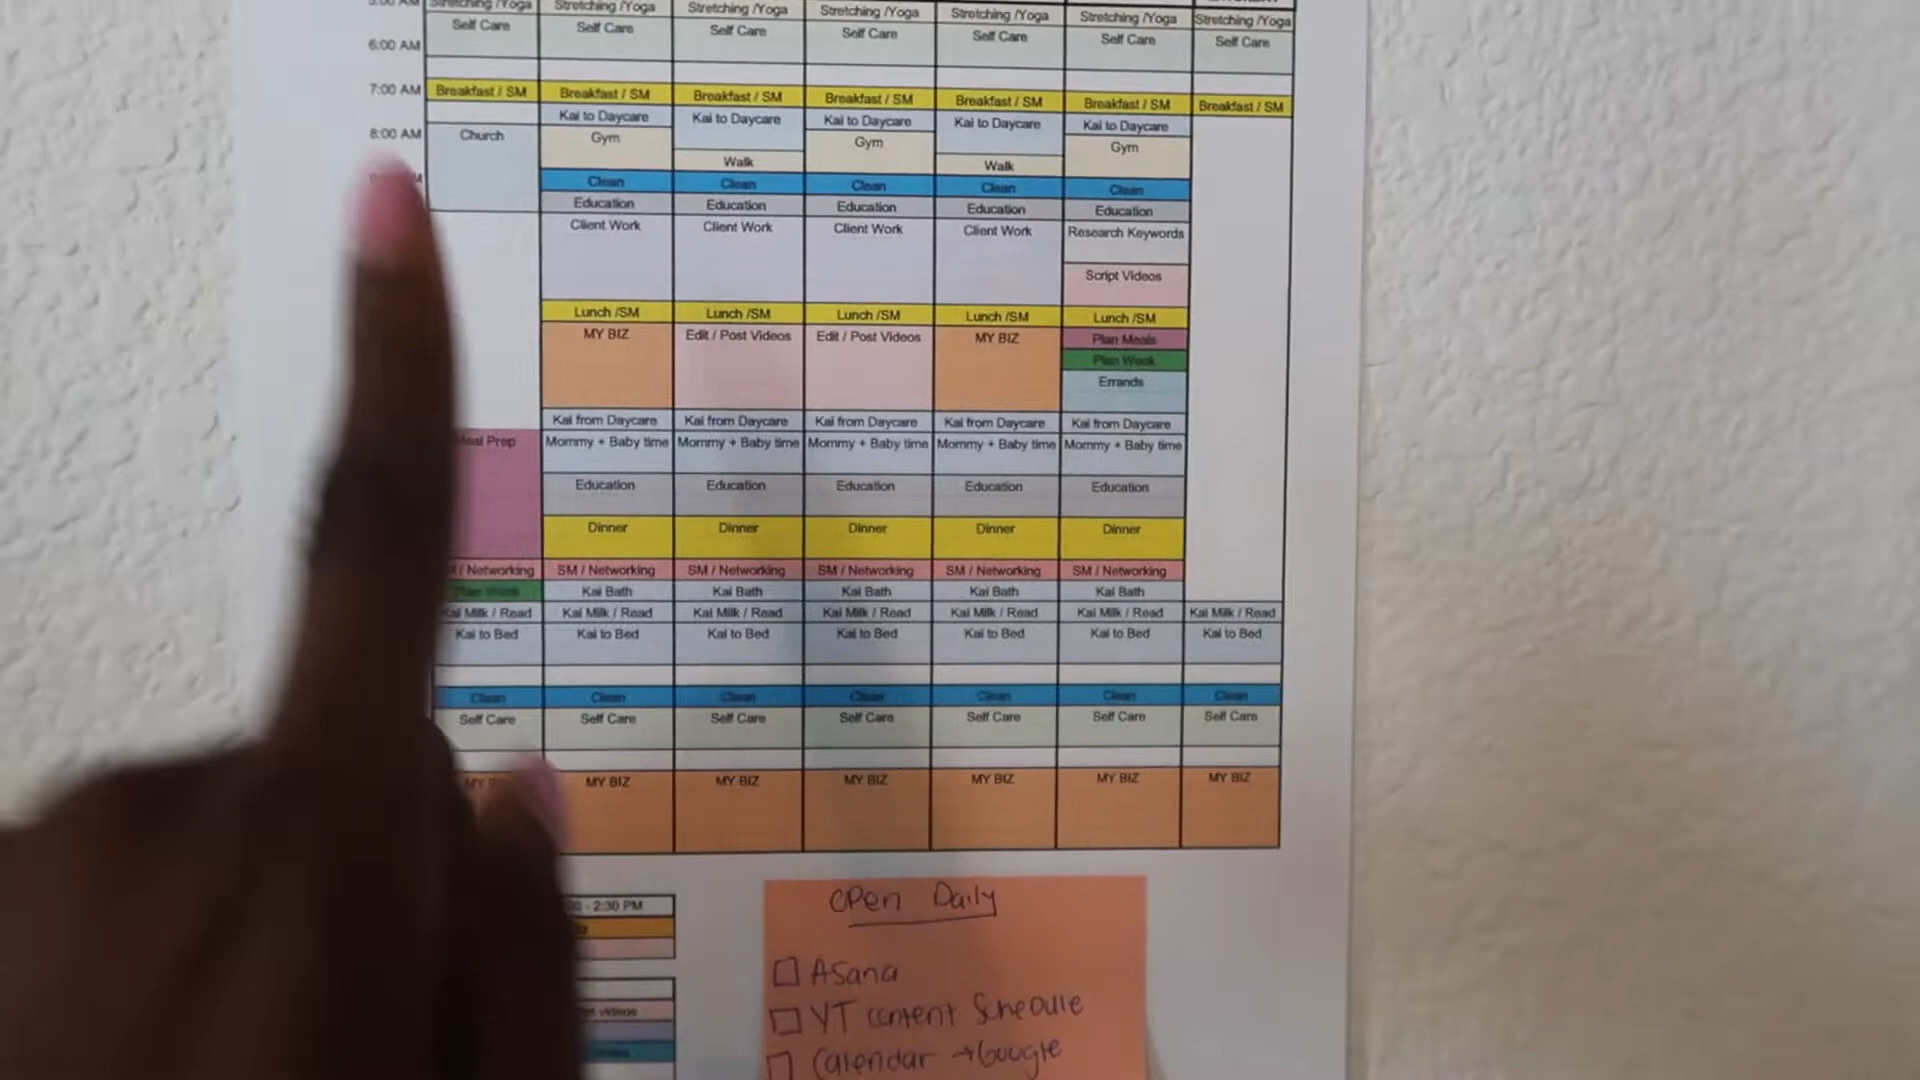 5:00 AM Stretching /Yoga Stretching /Yoga Stretching /Yoga Stretching /Yoga Stretching /Yoga Stretching /Yoga Stretching /Yoga
Self Care Self Care Self Care Self Care Self Care Self Care Self Care
6:00 AM
7:00 AM Breakfast / SM Breakfast / SM Breakfast / SM Breakfast / SM Breakfast / SM Breakfast / SM Breakfast / SM
Kai to Daycare Kai to Daycare Kai to Daycare Kai to Daycare Kai to Daycare
8:00 AM Church Gym Gym Gym
Walk Walk
Clean Clean Clean Clean Clean
Education Education Education Education Education
Client Work Client Work Client Work Client Work Research Keywords
Script Videos
Lunch /SM Lunch /SM Lunch /SM Lunch /SM Lunch /SM
MY BIZ Edit / Post Videos Edit / Post Videos MY BIZ Plan Meals
Plan Week
Errands
Kai from Daycare Kai from Daycare Kai from Daycare Kai from Daycare Kai from Daycare
Meal Prep Mommy + Baby time Mommy + Baby time Mommy + Baby time Mommy + Baby time Mommy + Baby time
Education Education Education Education Education
Dinner Dinner Dinner Dinner Dinner
/ Networking SM / Networking SM / Networking SM / Networking SM / Networking SM / Networking
Plan Week Kai Bath Kai Bath Kai Bath Kai Bath Kai Bath
Kai Milk / Read Kai Milk / Read Kai Milk / Read Kai Milk / Read Kai Milk / Read Kai Milk / Read Kai Milk / Read
Kai to Bed Kai to Bed Kai to Bed Kai to Bed Kai to Bed Kai to Bed Kai to Bed
Clean Clean Clean Clean Clean Clean Clean
Self Care Self Care Self Care Self Care Self Care Self Care Self Care
MY MY BIZ MY BIZ MY BIZ MY BIZ MY BIZ MY BIZ
- 2:30 PM
videos
OPen Daily
Asana
YT content Schedule
Calendar → Google